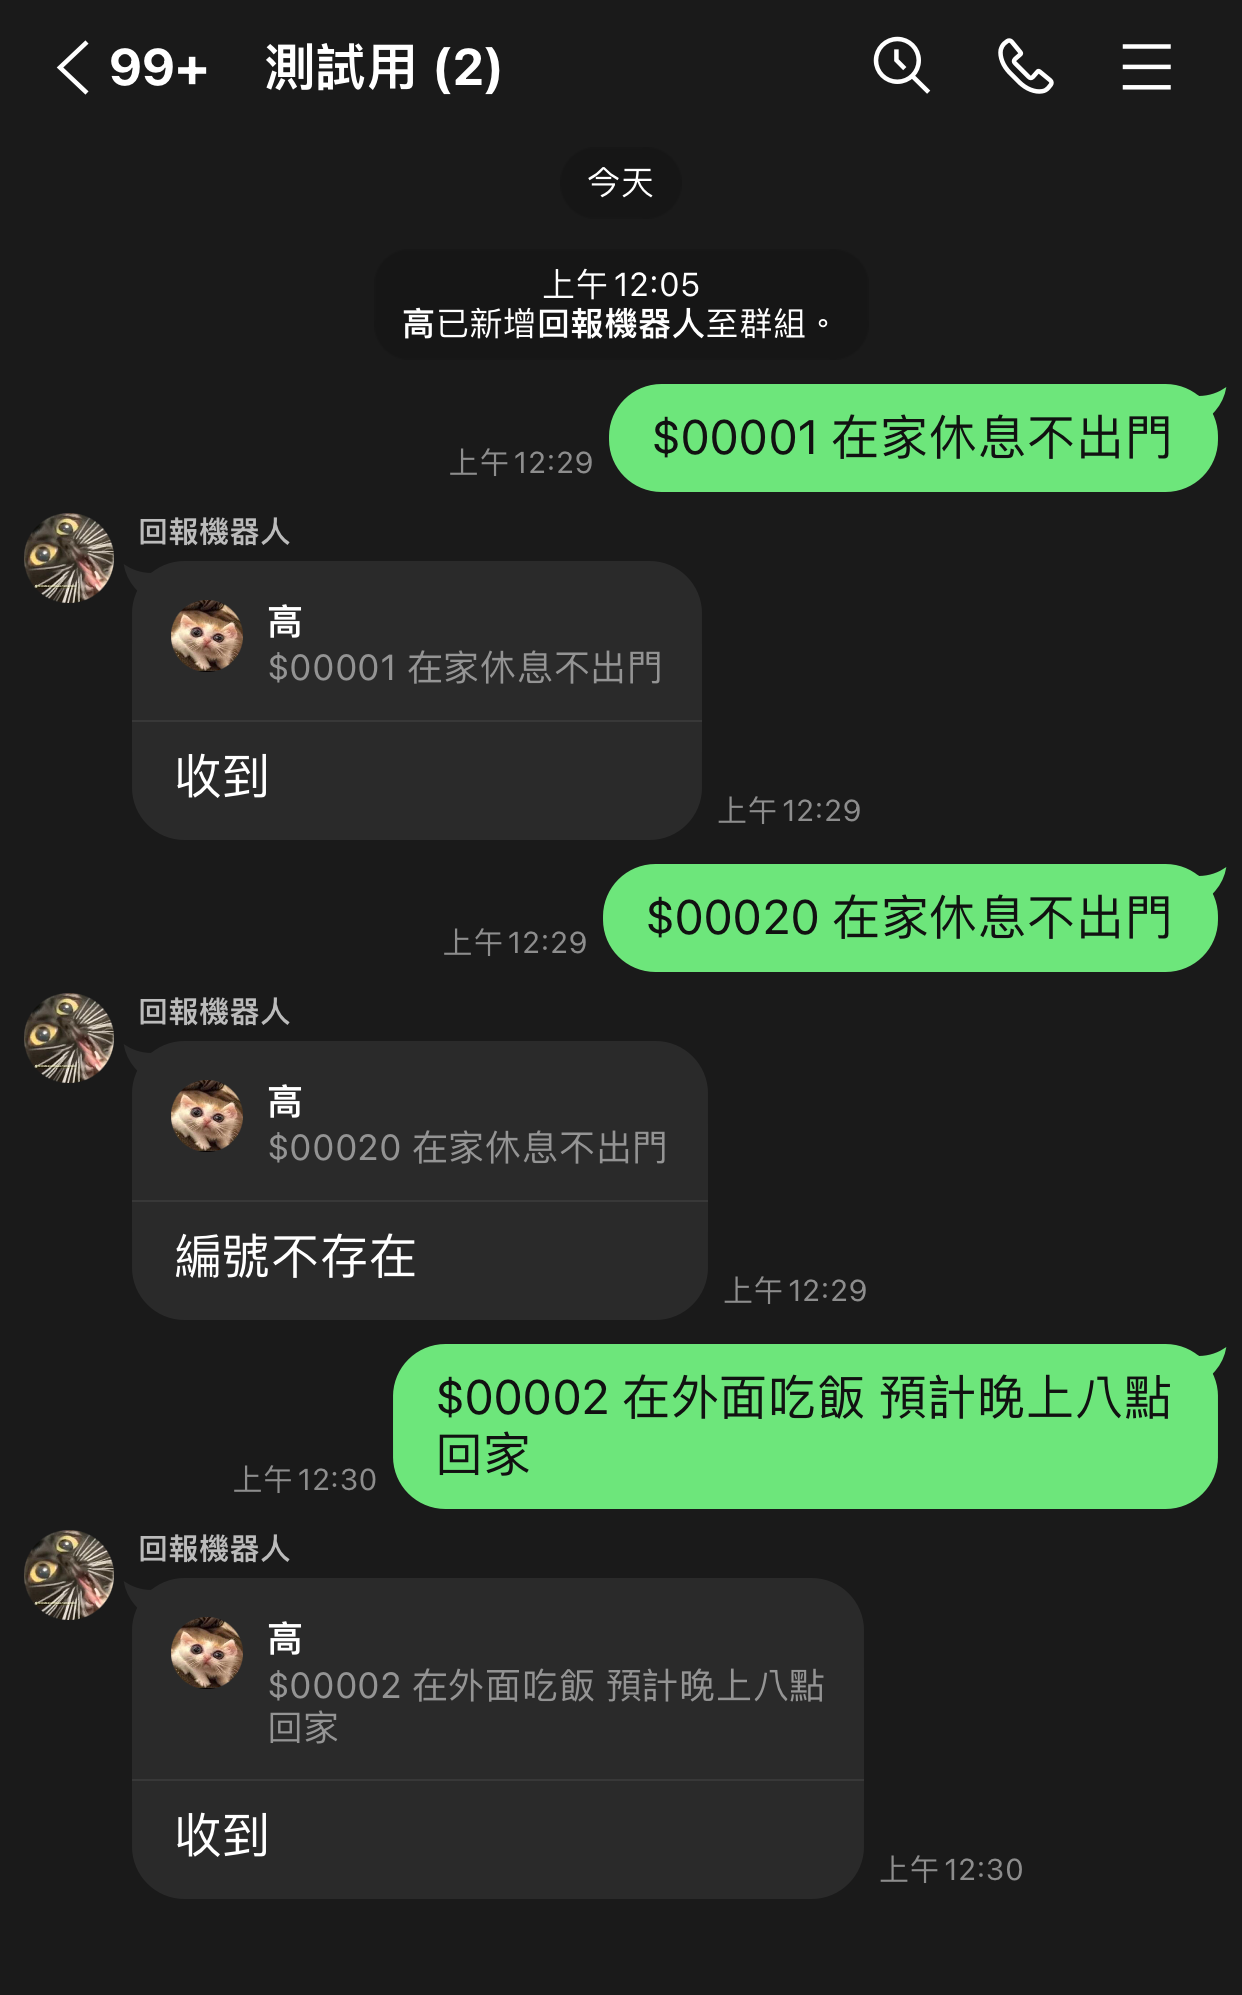 99+ 測試用 (2)
今天
上午 12:05
高已新增回報機器人至群組。
$00001 在家休息不出門
上午 12:29
回報機器人
高
$00001 在家休息不出門
收到
上午 12:29
$00020 在家休息不出門
上午 12:29
回報機器人
高
$00020 在家休息不出門
編號不存在
上午 12:29
$00002 在外面吃飯 預計晚上八點
回家
上午 12:30
回報機器人
高
$00002 在外面吃飯 預計晚上八點
回家
收到
上午 12:30